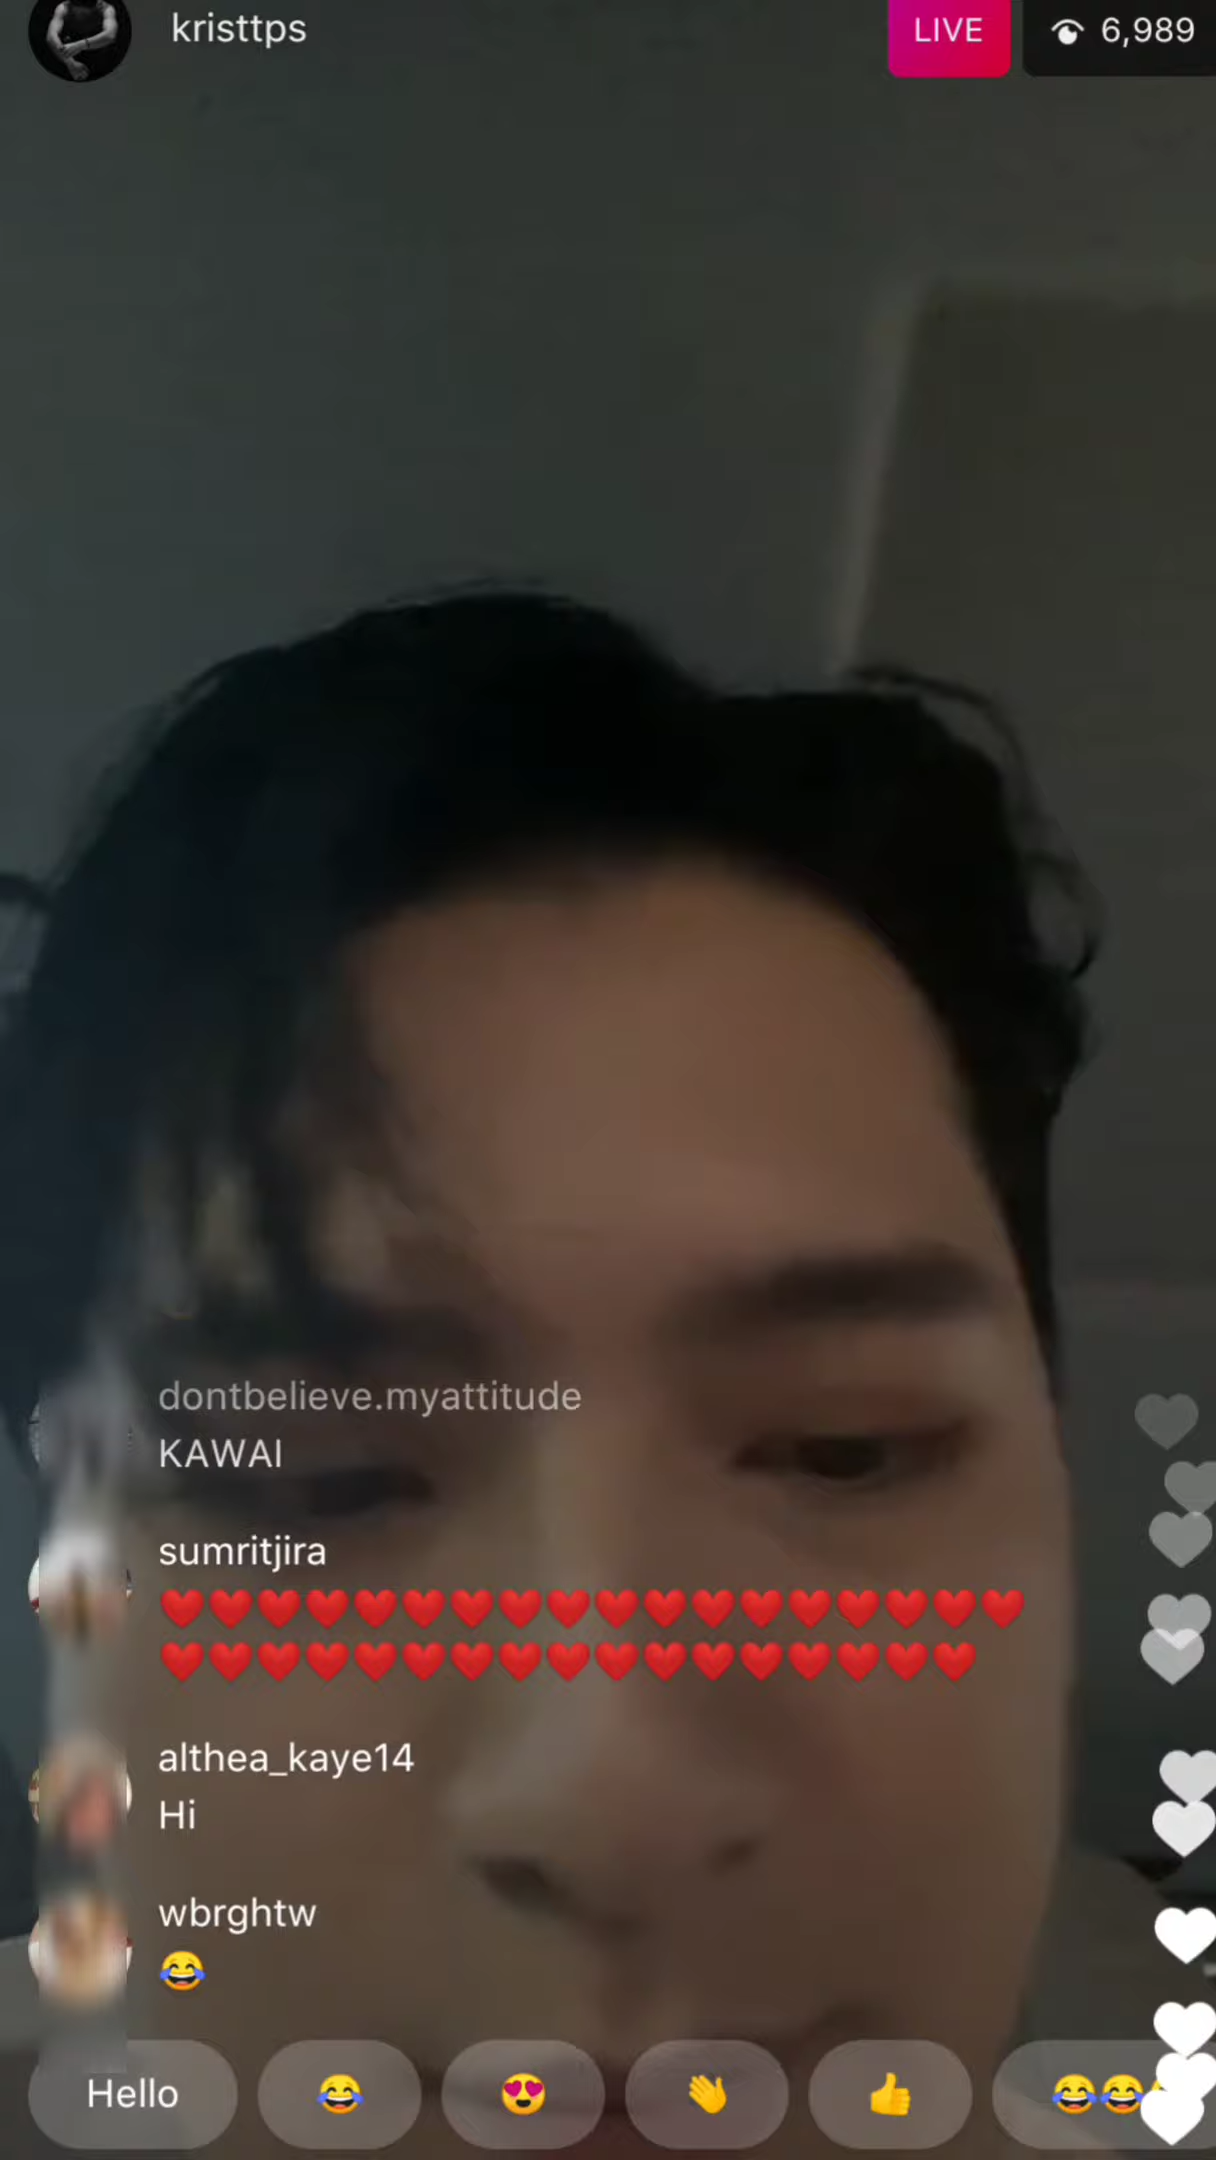 kristtps
LIVE
6,989
dontbelieve.myattitude
KAWAI
sumritjira
❤️❤️❤️❤️❤️❤️❤️❤️❤️❤️❤️❤️❤️❤️❤️❤️❤️❤️
❤️❤️❤️❤️❤️❤️❤️❤️❤️❤️❤️❤️❤️❤️❤️❤️❤️
althea_kaye14
Hi
wbrghtw
😂
Hello
😂
😍
👋
👍
😂😂